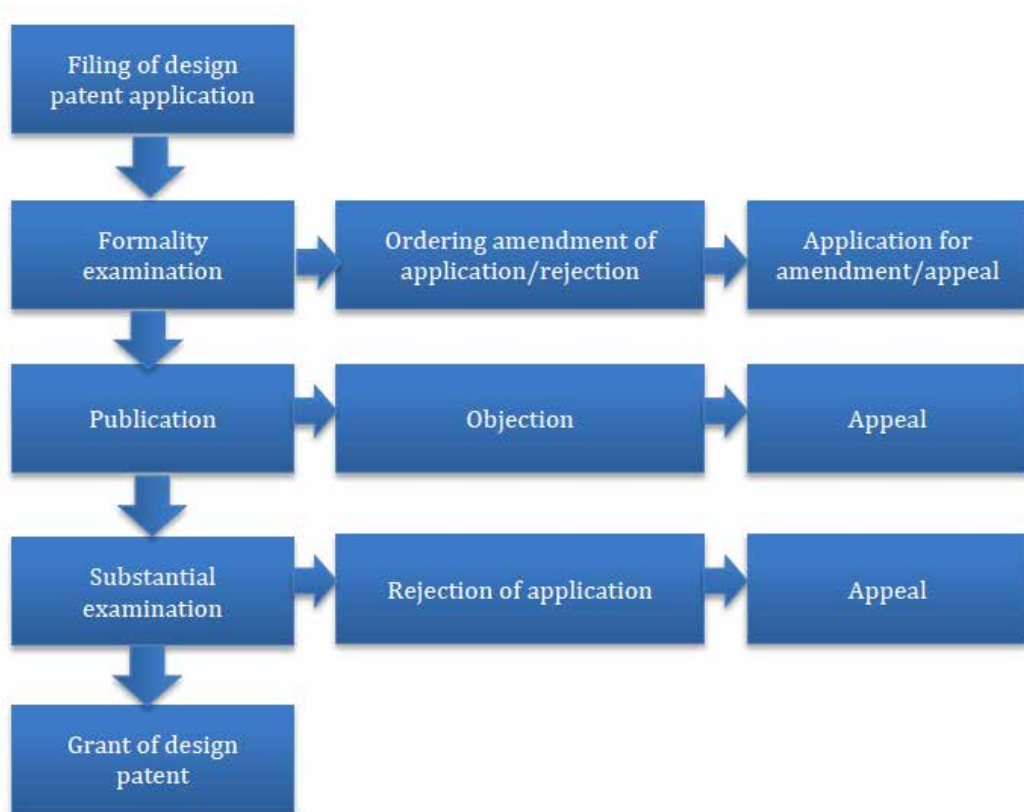 Filing of design
patent application
Formality
examination
Ordering amendment of
application/rejection
Application for
amendment/appeal
Publication
Objection
Appeal
Substantial
examination
Rejection of application
Appeal
Grant of design
patent